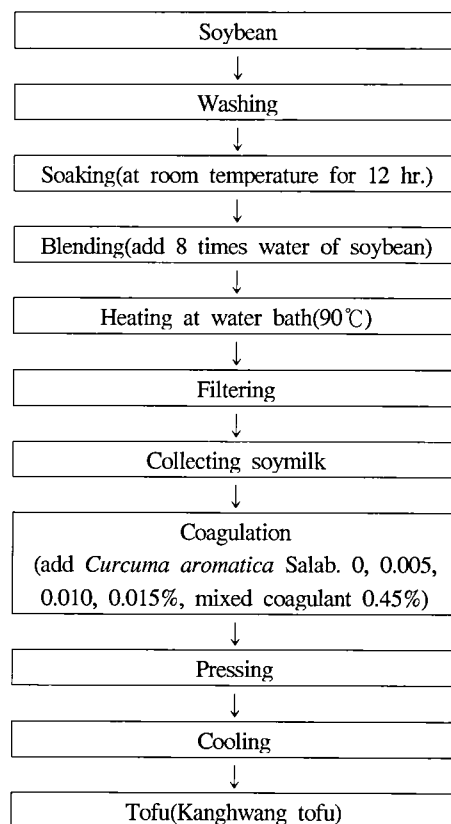 Soybean
↓
Washing
↓
Soaking(at room temperature for 12 hr.)
↓
Blending(add 8 times water of soybean)
↓
Heating at water bath(90℃)
↓
Filtering
↓
Collecting soymilk
↓
Coagulation
(add Curcuma aromatica Salab. 0, 0.005,
0.010, 0.015%, mixed coagulant 0.45%)
↓
Pressing
↓
Cooling
↓
Tofu(Kanghwang tofu)